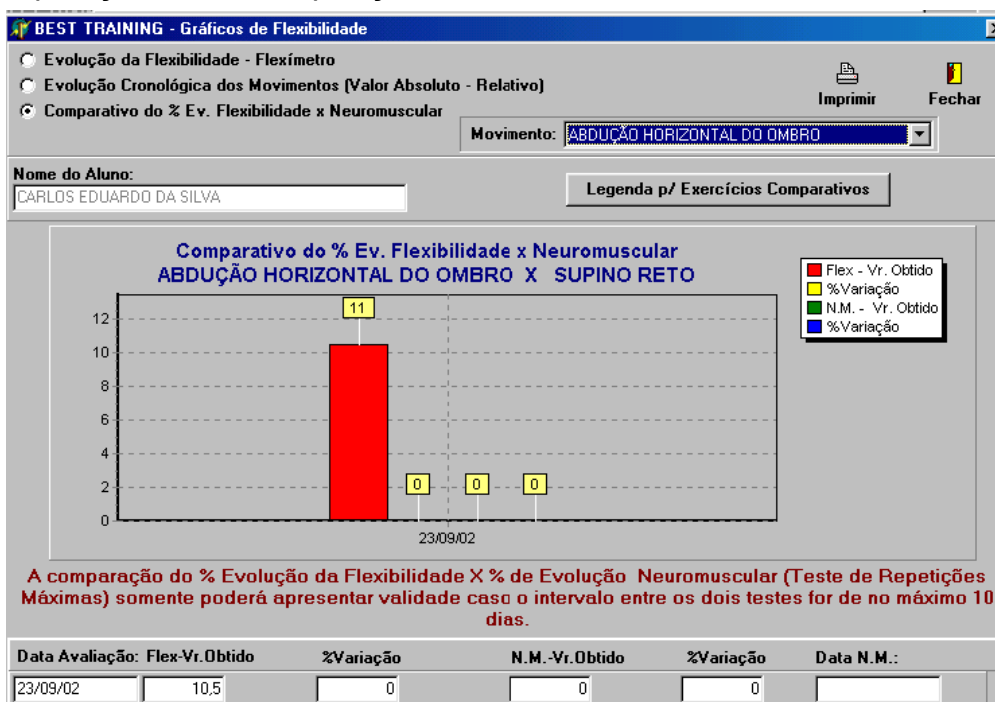 BEST TRAINING - Gráficos de Flexibilidade
Evolução da Flexibilidade - Flexímetro
Evolução Cronológica dos Movimentos (Valor Absoluto - Relativo)
Comparativo do % Ev. Flexibilidade x Neuromuscular
Imprimir
Fechar
Movimento: ABDUÇÃO HORIZONTAL DO OMBRO
Nome do Aluno:
CARLOS EDUARDO DA SILVA
Legenda p/ Exercícios Comparativos
Comparativo do % Ev. Flexibilidade x Neuromuscular
ABDUÇÃO HORIZONTAL DO OMBRO X SUPINO RETO
Flex - Vr. Obtido
%Variação
N.M. - Vr. Obtido
%Variação
11
12
10
8
6
4
2
0
0 0 0
23/09/02
A comparação do % Evolução da Flexibilidade X % de Evolução Neuromuscular (Teste de Repetições
Máximas) somente poderá apresentar validade caso o intervalo entre os dois testes for de no máximo 10
dias.
Data Avaliação: Flex-Vr.Obtido %Variação N.M.-Vr.Obtido %Variação Data N.M.:
23/09/02 10,5 0 0 0